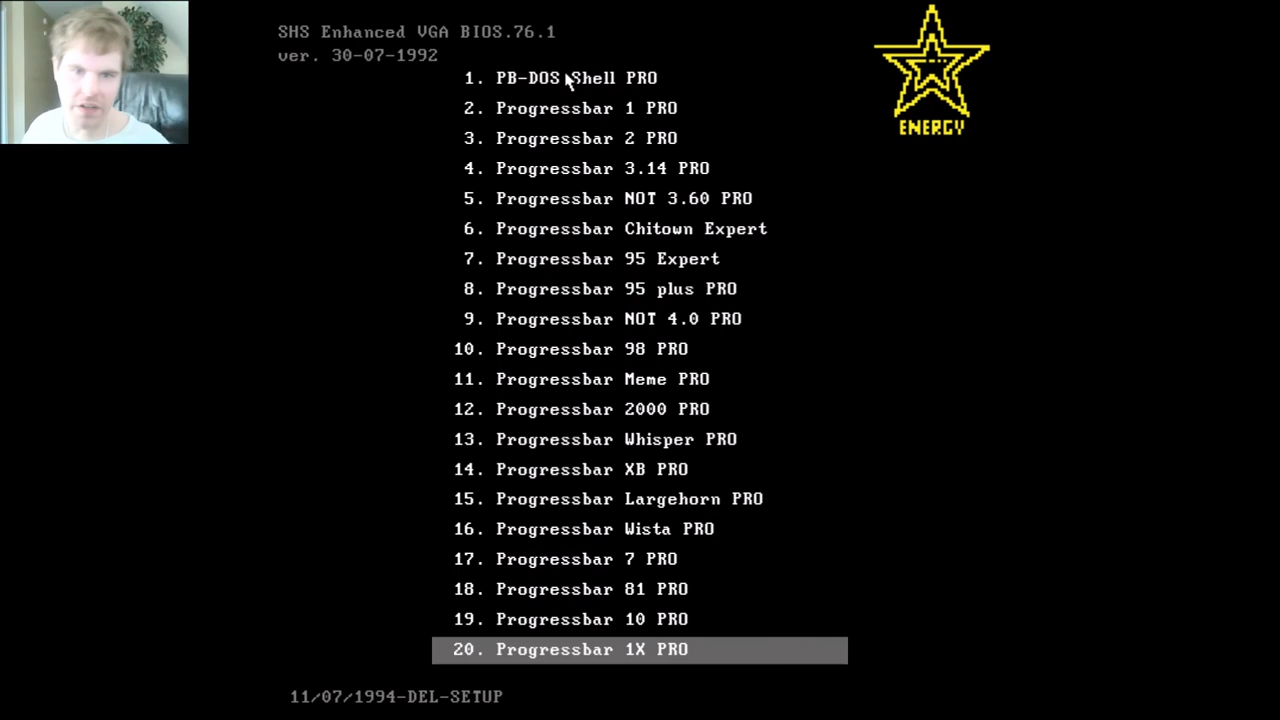 SHS Enhanced VGA BIOS.76.1
ver. 30-07-1992
ENERGY
1. PB-DOS Shell PRO
2. Progressbar 1 PRO
3. Progressbar 2 PRO
4. Progressbar 3.14 PRO
5. Progressbar NOT 3.60 PRO
6. Progressbar Chitown Expert
7. Progressbar 95 Expert
8. Progressbar 95 plus PRO
9. Progressbar NOT 4.0 PRO
10. Progressbar 98 PRO
11. Progressbar Meme PRO
12. Progressbar 2000 PRO
13. Progressbar Whisper PRO
14. Progressbar XB PRO
15. Progressbar Largehorn PRO
16. Progressbar Wista PRO
17. Progressbar 7 PRO
18. Progressbar 81 PRO
19. Progressbar 10 PRO
20. Progressbar 1X PRO
11/07/1994-DEL-SETUP